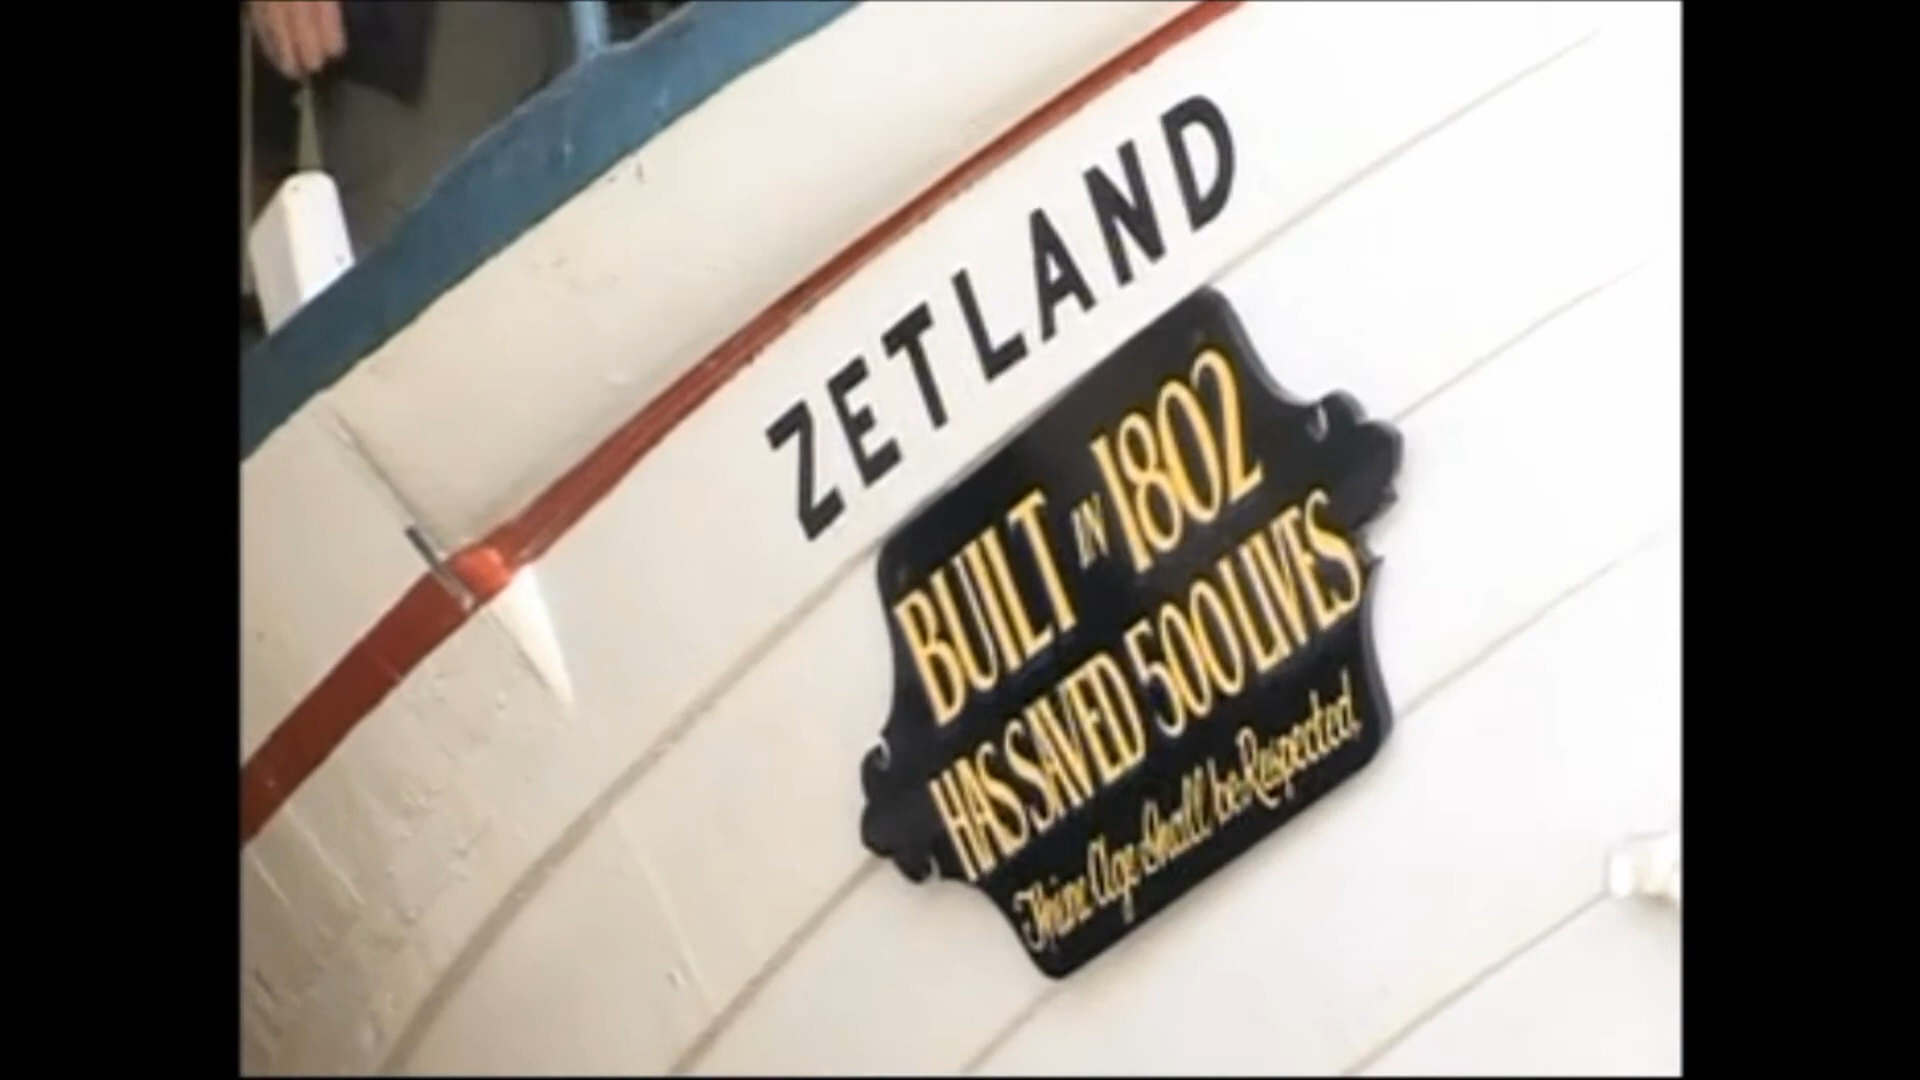 ZETLAND
BUILT IN 1802
HAS SAVED 500 LIVES
Thine Age Shall be Respected.